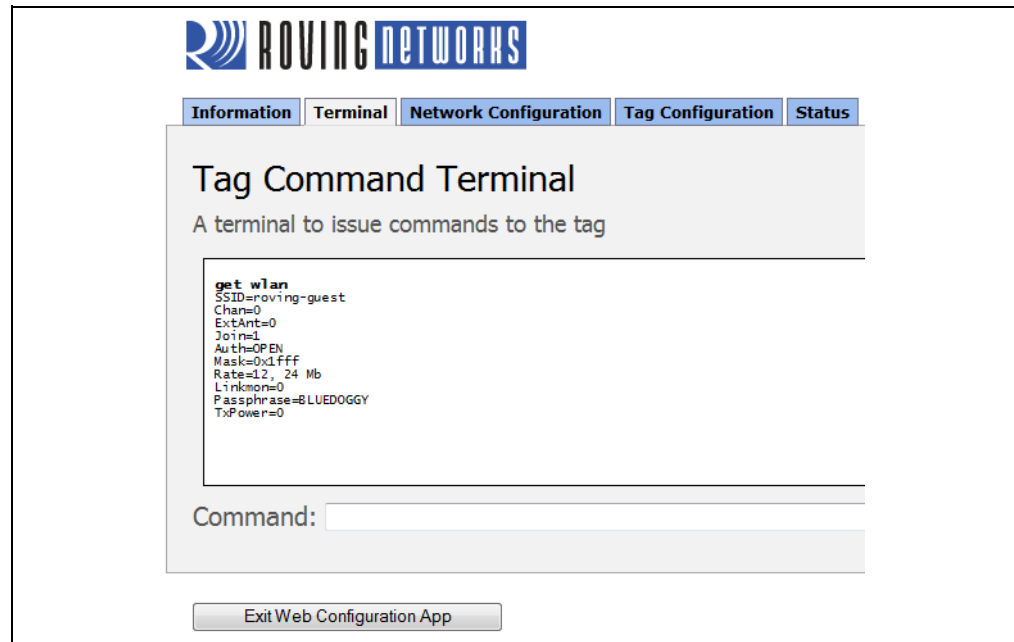 ROVING NETWORKS
Information Terminal Network Configuration Tag Configuration Status
Tag Command Terminal
A terminal to issue commands to the tag
get wlan
SSID=roving-guest
Chan=0
ExtAnt=0
Join=1
Auth=OPEN
Mask=0x1fff
Rate=12, 24 Mb
Linkmon=0
Passphrase=BLUEDOGGY
TxPower=0
Command:
Exit Web Configuration App